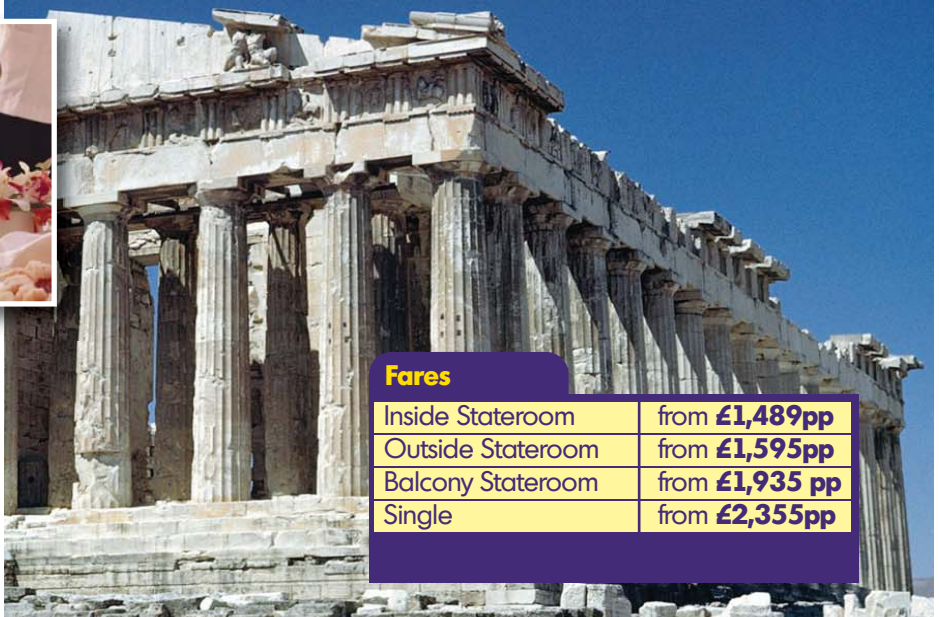 Fares
Inside Stateroom from £1,489pp
Outside Stateroom from £1,595pp
Balcony Stateroom from £1,935 pp
Single from £2,355pp